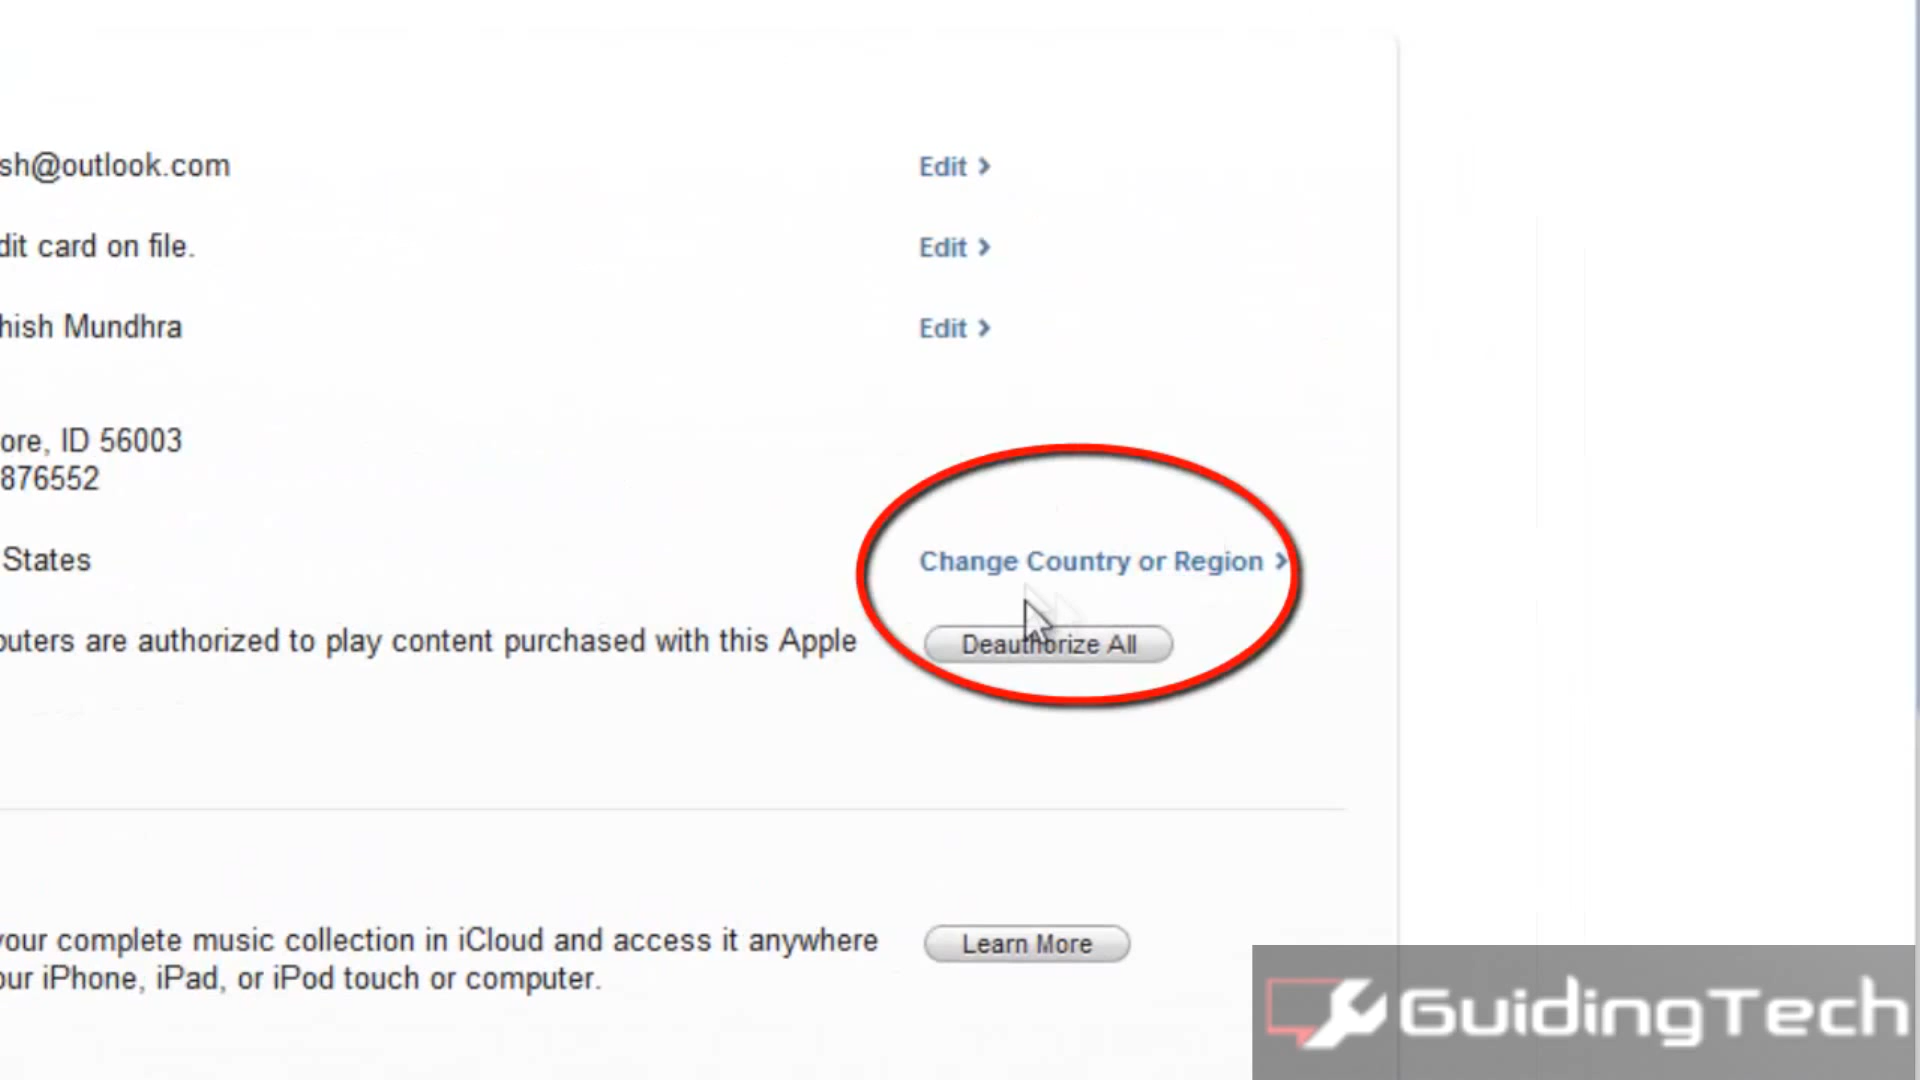 sh@outlook.com Edit >
dit card on file. Edit >
hish Mundhra Edit >
ore, ID 56003
876552
States Change Country or Region >
puters are authorized to play content purchased with this Apple Deauthorize All
your complete music collection in iCloud and access it anywhere Learn More
our iPhone, iPad, or iPod touch or computer.
GuidingTech